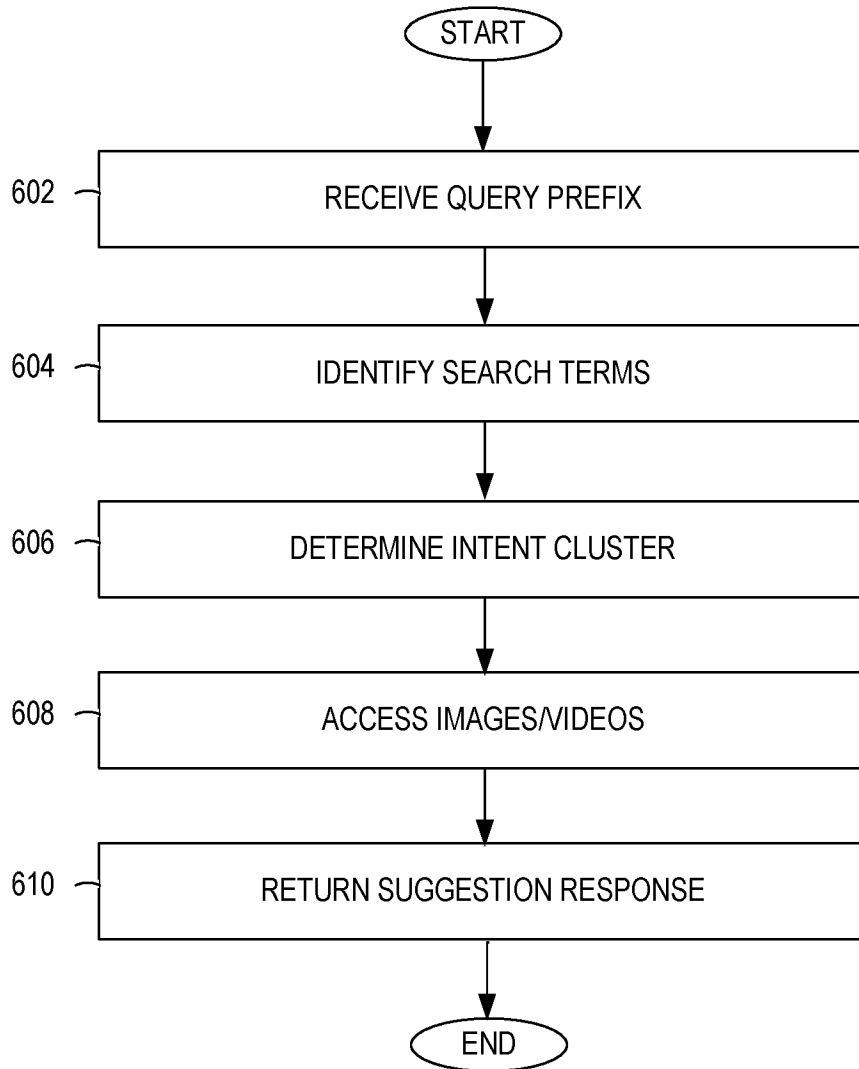 START
602
RECEIVE QUERY PREFIX
604
IDENTIFY SEARCH TERMS
606
DETERMINE INTENT CLUSTER
608
ACCESS IMAGES/VIDEOS
610
RETURN SUGGESTION RESPONSE
END